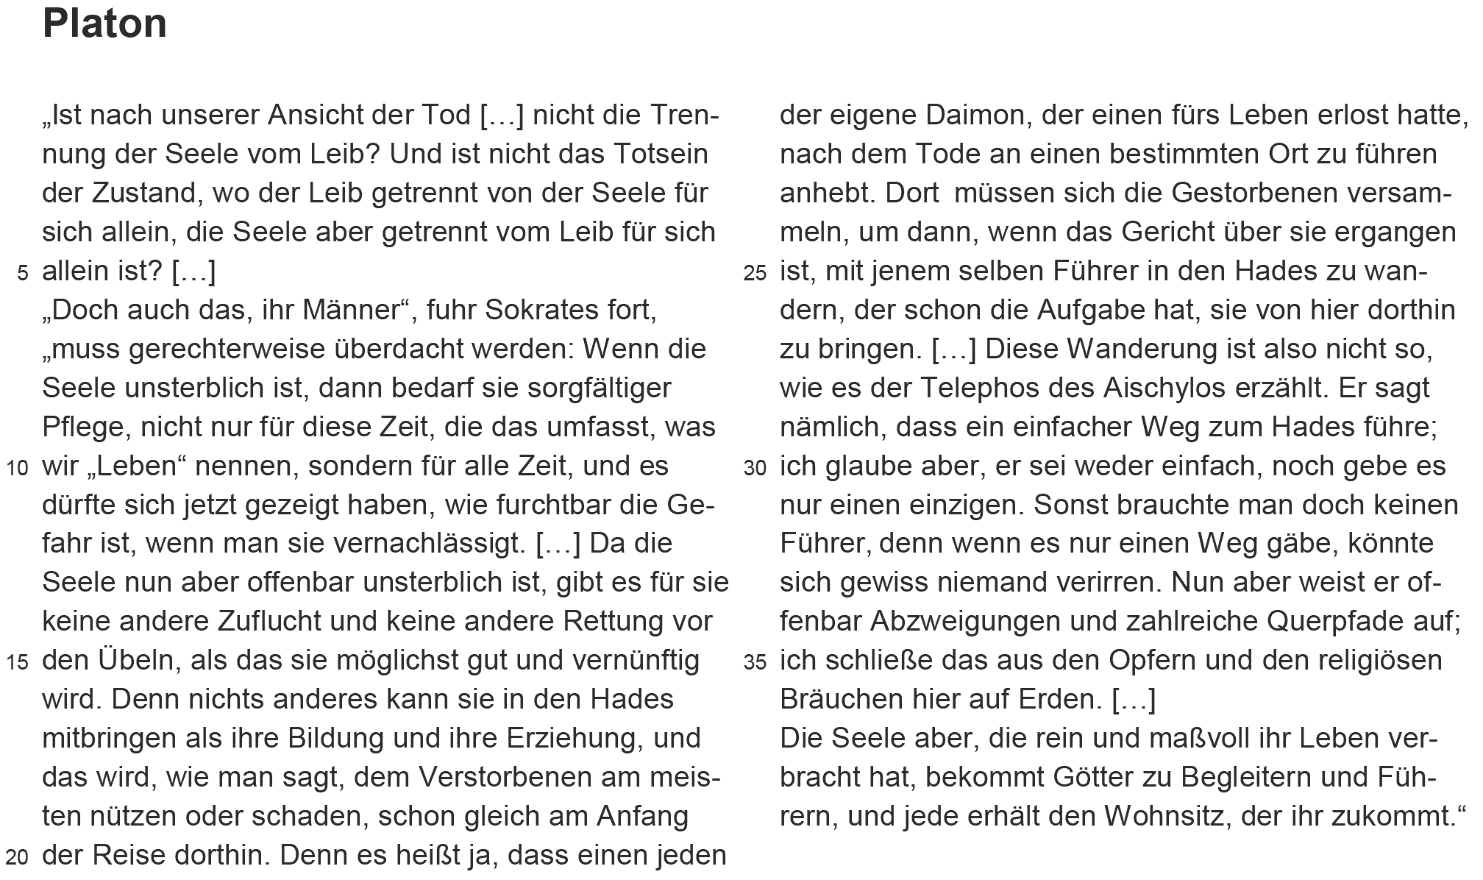 Platon
„Ist nach unserer Ansicht der Tod […] nicht die Tren-
nung der Seele vom Leib? Und ist nicht das Totsein
der Zustand, wo der Leib getrennt von der Seele für
sich allein, die Seele aber getrennt vom Leib für sich
5 allein ist? […]
„Doch auch das, ihr Männer“, fuhr Sokrates fort,
„muss gerechterweise überdacht werden: Wenn die
Seele unsterblich ist, dann bedarf sie sorgfältiger
Pflege, nicht nur für diese Zeit, die das umfasst, was
10 wir „Leben“ nennen, sondern für alle Zeit, und es
dürfte sich jetzt gezeigt haben, wie furchtbar die Ge-
fahr ist, wenn man sie vernachlässigt. […] Da die
Seele nun aber offenbar unsterblich ist, gibt es für sie
keine andere Zuflucht und keine andere Rettung vor
15 den Übeln, als das sie möglichst gut und vernünftig
wird. Denn nichts anderes kann sie in den Hades
mitbringen als ihre Bildung und ihre Erziehung, und
das wird, wie man sagt, dem Verstorbenen am meis-
ten nützen oder schaden, schon gleich am Anfang
20 der Reise dorthin. Denn es heißt ja, dass einen jeden
der eigene Daimon, der einen fürs Leben erlost hatte,
nach dem Tode an einen bestimmten Ort zu führen
anhebt. Dort müssen sich die Gestorbenen versam-
meln, um dann, wenn das Gericht über sie ergangen
25 ist, mit jenem selben Führer in den Hades zu wan-
dern, der schon die Aufgabe hat, sie von hier dorthin
zu bringen. […] Diese Wanderung ist also nicht so,
wie es der Telephos des Aischylos erzählt. Er sagt
nämlich, dass ein einfacher Weg zum Hades führe;
30 ich glaube aber, er sei weder einfach, noch gebe es
nur einen einzigen. Sonst brauchte man doch keinen
Führer, denn wenn es nur einen Weg gäbe, könnte
sich gewiss niemand verirren. Nun aber weist er of-
fenbar Abzweigungen und zahlreiche Querpfade auf;
35 ich schließe das aus den Opfern und den religiösen
Bräuchen hier auf Erden. […]
Die Seele aber, die rein und maßvoll ihr Leben ver-
bracht hat, bekommt Götter zu Begleitern und Füh-
rern, und jede erhält den Wohnsitz, der ihr zukommt.“